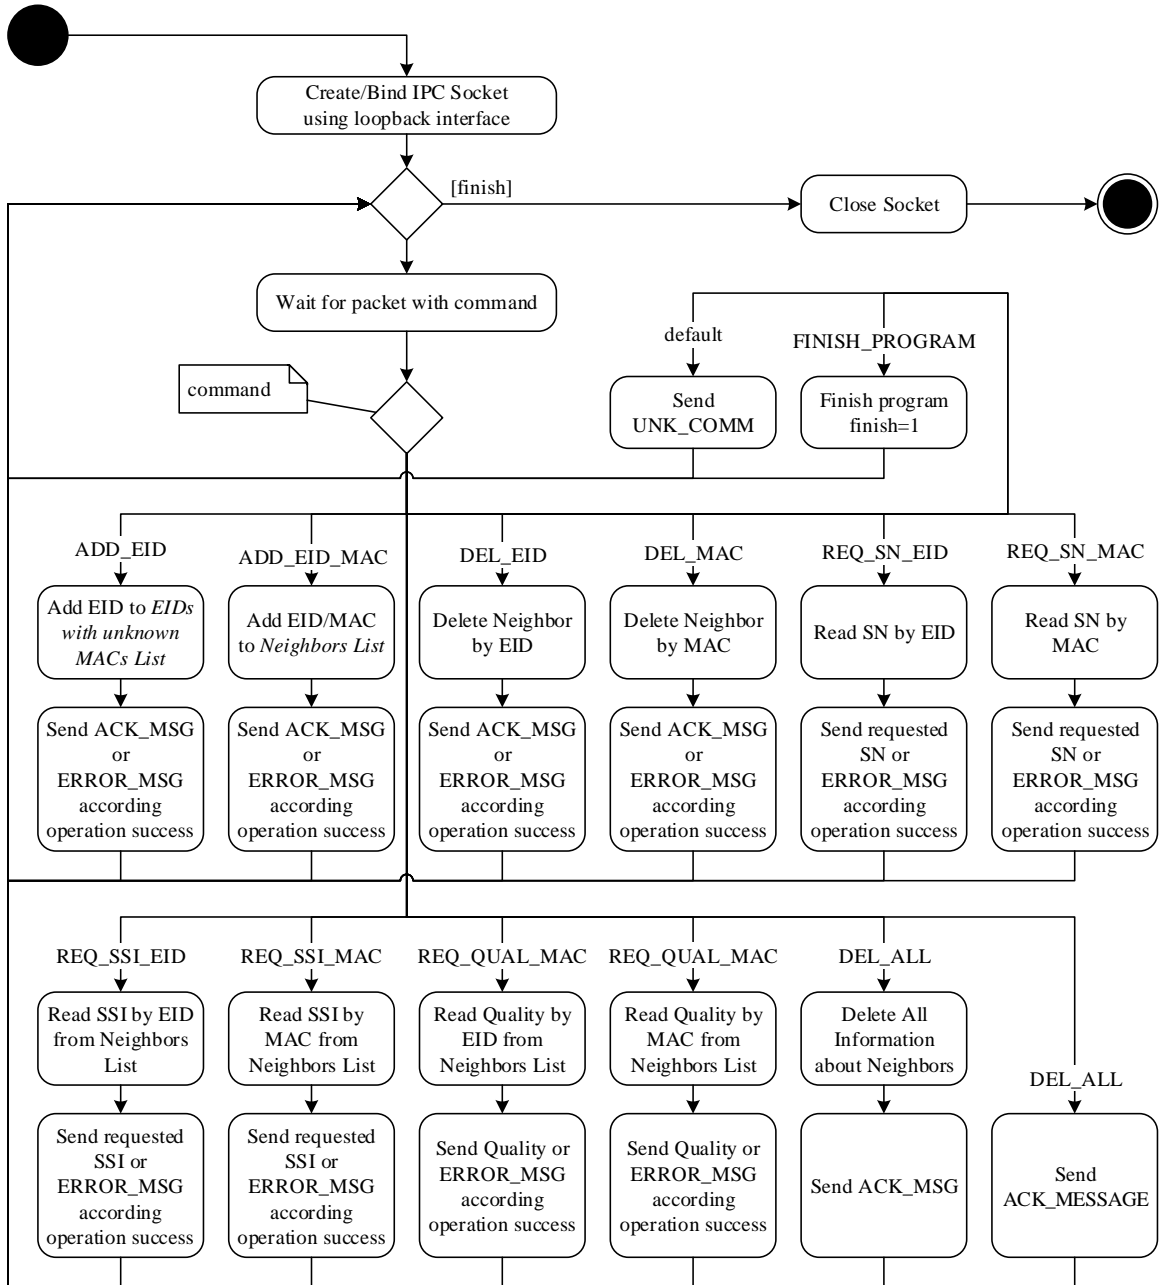 Create/Bind IPC Socket
using loopback interface
[finish]
Close Socket
Wait for packet with command
command
default
FINISH_PROGRAM
Send
UNK_COMM
Finish program
finish=1
ADD_EID
ADD_EID_MAC
DEL_EID
DEL_MAC
REQ_SN_EID
REQ_SN_MAC
Add EID to EIDs
with unknown
MACs List
Add EID/MAC
to Neighbors List
Delete Neighbor
by EID
Delete Neighbor
by MAC
Read SN by EID
Read SN by
MAC
Send ACK_MSG
or
ERROR_MSG
according
operation success
Send ACK_MSG
or
ERROR_MSG
according
operation success
Send ACK_MSG
or
ERROR_MSG
according
operation success
Send ACK_MSG
or
ERROR_MSG
according
operation success
Send requested
SN or
ERROR_MSG
according
operation success
Send requested
SN or
ERROR_MSG
according
operation success
REQ_SSI_EID
REQ_SSI_MAC
REQ_QUAL_MAC
REQ_QUAL_MAC
DEL_ALL
Read SSI by EID
from Neighbors
List
Read SSI by
MAC from
Neighbors List
Read Quality by
EID from
Neighbors List
Read Quality by
MAC from
Neighbors List
Delete All
Information
about Neighbors
DEL_ALL
Send requested
SSI or
ERROR_MSG
according
operation success
Send requested
SSI or
ERROR_MSG
according
operation success
Send Quality or
ERROR_MSG
according
operation success
Send Quality or
ERROR_MSG
according
operation success
Send ACK_MSG
Send
ACK_MESSAGE